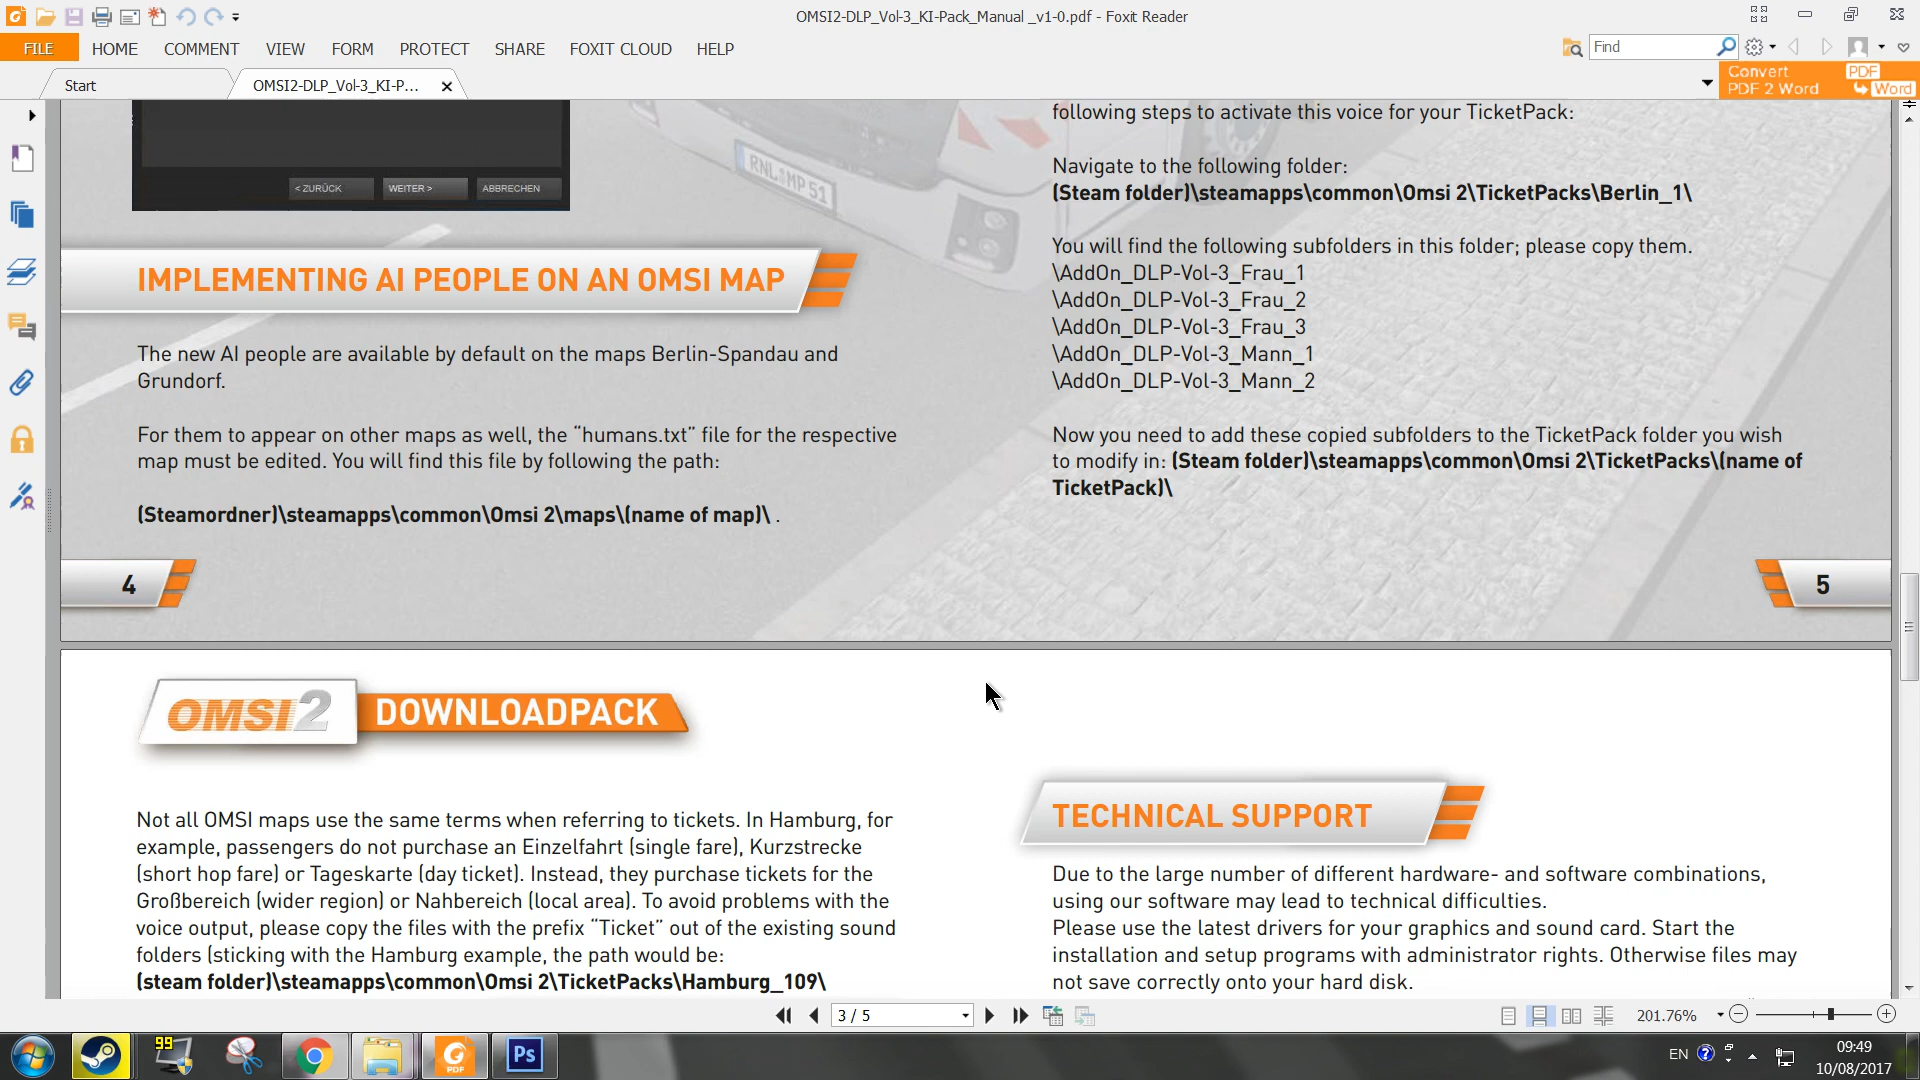 OMSI2-DLP_Vol-3_KI-Pack_Manual _v1-0.pdf - Foxit Reader
FILE HOME COMMENT VIEW FORM PROTECT SHARE FOXIT CLOUD HELP
Find
Start
OMSI2-DLP_Vol-3_KI-P...
Convert
PDF 2 Word
PDF
Word
RNL MP 51
< ZURÜCK WEITER > ABBRECHEN
IMPLEMENTING AI PEOPLE ON AN OMSI MAP
The new AI people are available by default on the maps Berlin-Spandau and
Grundorf.
For them to appear on other maps as well, the “humans.txt” file for the respective
map must be edited. You will find this file by following the path:
(Steamordner)\steamapps\common\Omsi 2\maps\(name of map)\ .
4
following steps to activate this voice for your TicketPack:
Navigate to the following folder:
(Steam folder)\steamapps\common\Omsi 2\TicketPacks\Berlin_1\
You will find the following subfolders in this folder; please copy them.
\AddOn_DLP-Vol-3_Frau_1
\AddOn_DLP-Vol-3_Frau_2
\AddOn_DLP-Vol-3_Frau_3
\AddOn_DLP-Vol-3_Mann_1
\AddOn_DLP-Vol-3_Mann_2
Now you need to add these copied subfolders to the TicketPack folder you wish
to modify in: (Steam folder)\steamapps\common\Omsi 2\TicketPacks\(name of
TicketPack)\
5
OMSI 2 DOWNLOADPACK
Not all OMSI maps use the same terms when referring to tickets. In Hamburg, for
example, passengers do not purchase an Einzelfahrt (single fare), Kurzstrecke
(short hop fare) or Tageskarte (day ticket). Instead, they purchase tickets for the
Großbereich (wider region) or Nahbereich (local area). To avoid problems with the
voice output, please copy the files with the prefix “Ticket” out of the existing sound
folders (sticking with the Hamburg example, the path would be:
(steam folder)\steamapps\common\Omsi 2\TicketPacks\Hamburg_109\
TECHNICAL SUPPORT
Due to the large number of different hardware- and software combinations,
using our software may lead to technical difficulties.
Please use the latest drivers for your graphics and sound card. Start the
installation and setup programs with administrator rights. Otherwise files may
not save correctly onto your hard disk.
3 / 5
201.76%
99
PDF
Ps
EN
09:49
10/08/2017